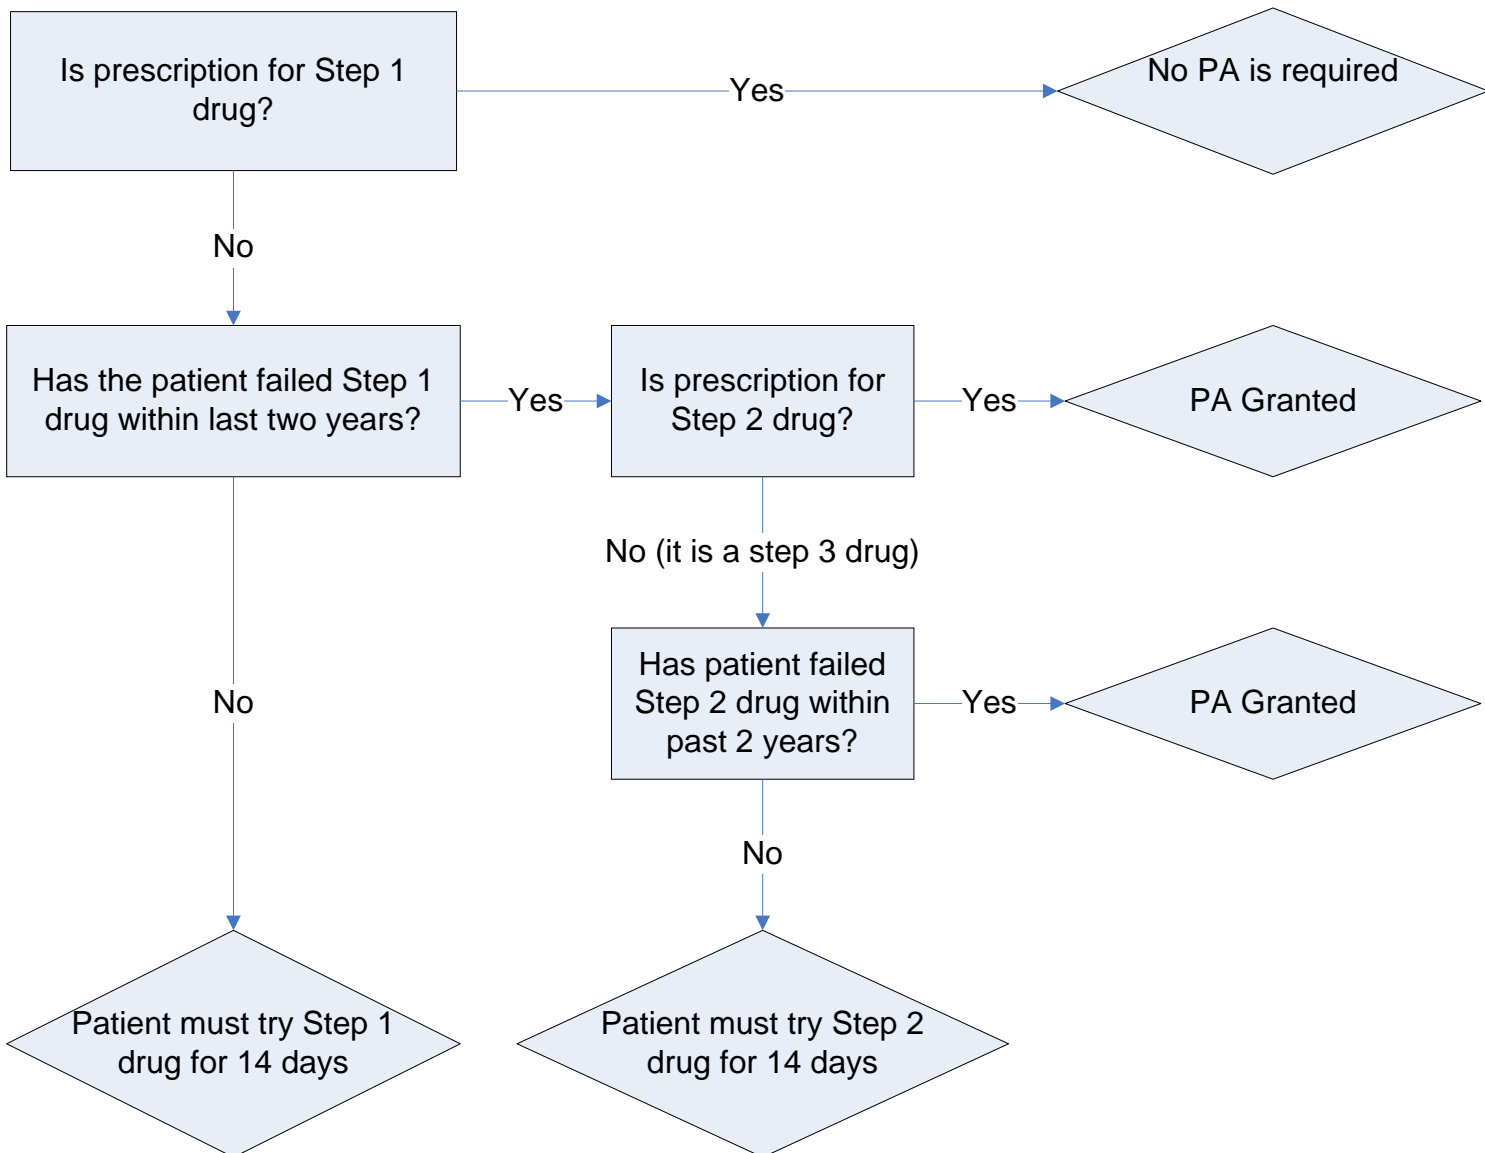 Is prescription for Step 1
drug?
Yes
No PA is required
No
Has the patient failed Step 1
drug within last two years?
Yes
Is prescription for
Step 2 drug?
Yes
PA Granted
No (it is a step 3 drug)
Has patient failed
Step 2 drug within
past 2 years?
Yes
PA Granted
No
No
Patient must try Step 1
drug for 14 days
Patient must try Step 2
drug for 14 days